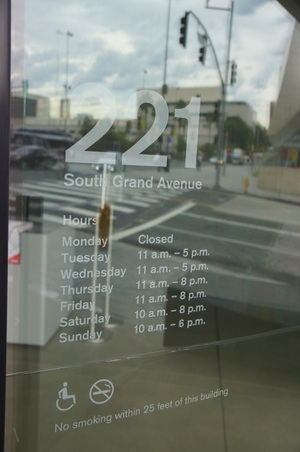 221
South Grand Avenue
Hours
Monday Closed
Tuesday 11 a.m. – 5 p.m.
Wednesday 11 a.m. – 5 p.m.
Thursday 11 a.m. – 8 p.m.
Friday 11 a.m. – 8 p.m.
Saturday 10 a.m. – 8 p.m.
Sunday 10 a.m. – 6 p.m.
No smoking within 25 feet of this building